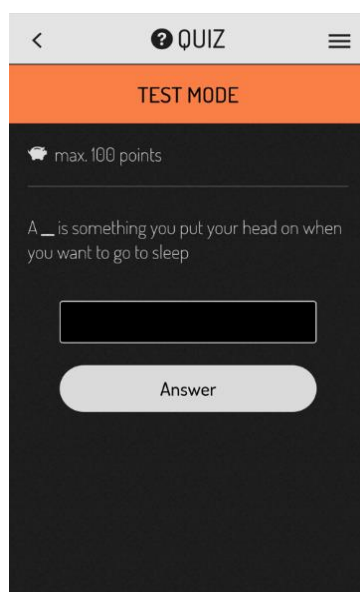 QUIZ
TEST MODE
max. 100 points
A _ is something you put your head on when
you want to go to sleep
Answer